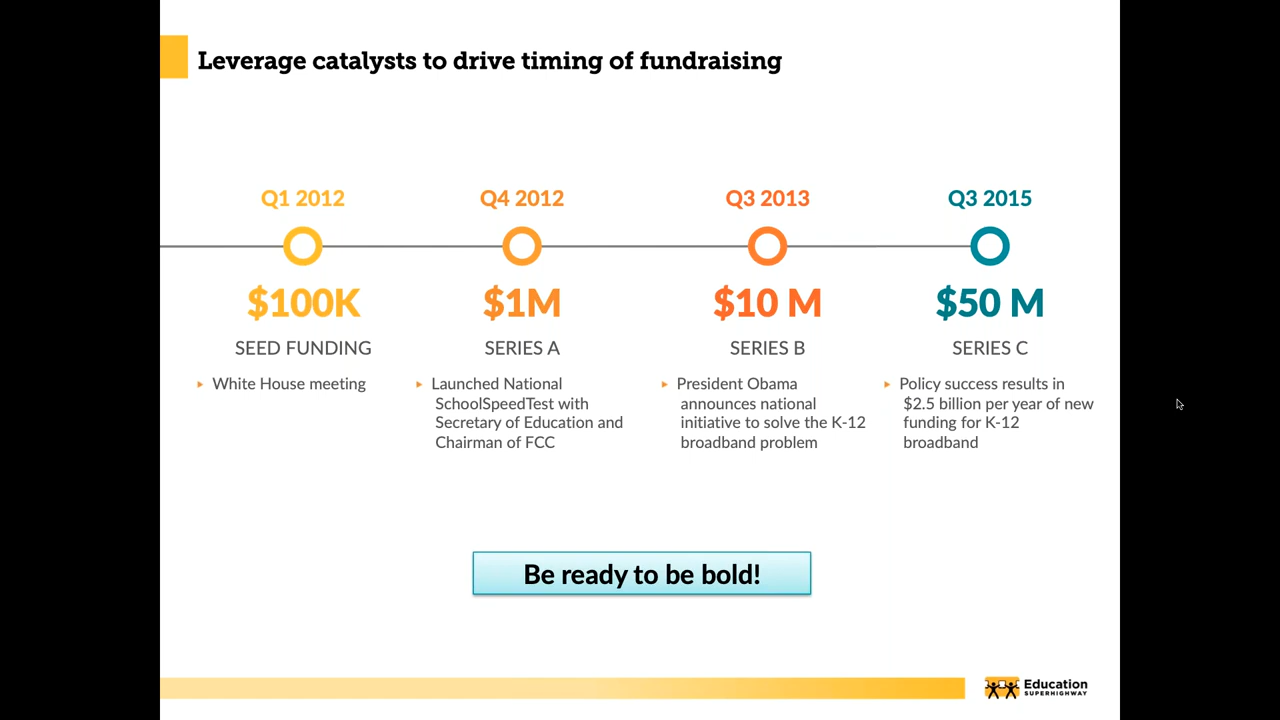 Leverage catalysts to drive timing of fundraising
Q1 2012
Q4 2012
Q3 2013
Q3 2015
$100K
$1M
$10 M
$50 M
SEED FUNDING
SERIES A
SERIES B
SERIES C
White House meeting
Launched National
SchoolSpeedTest with
Secretary of Education and
Chairman of FCC
President Obama
announces national
initiative to solve the K-12
broadband problem
Policy success results in
$2.5 billion per year of new
funding for K-12
broadband
Be ready to be bold!
Education
SUPERHIGHWAY